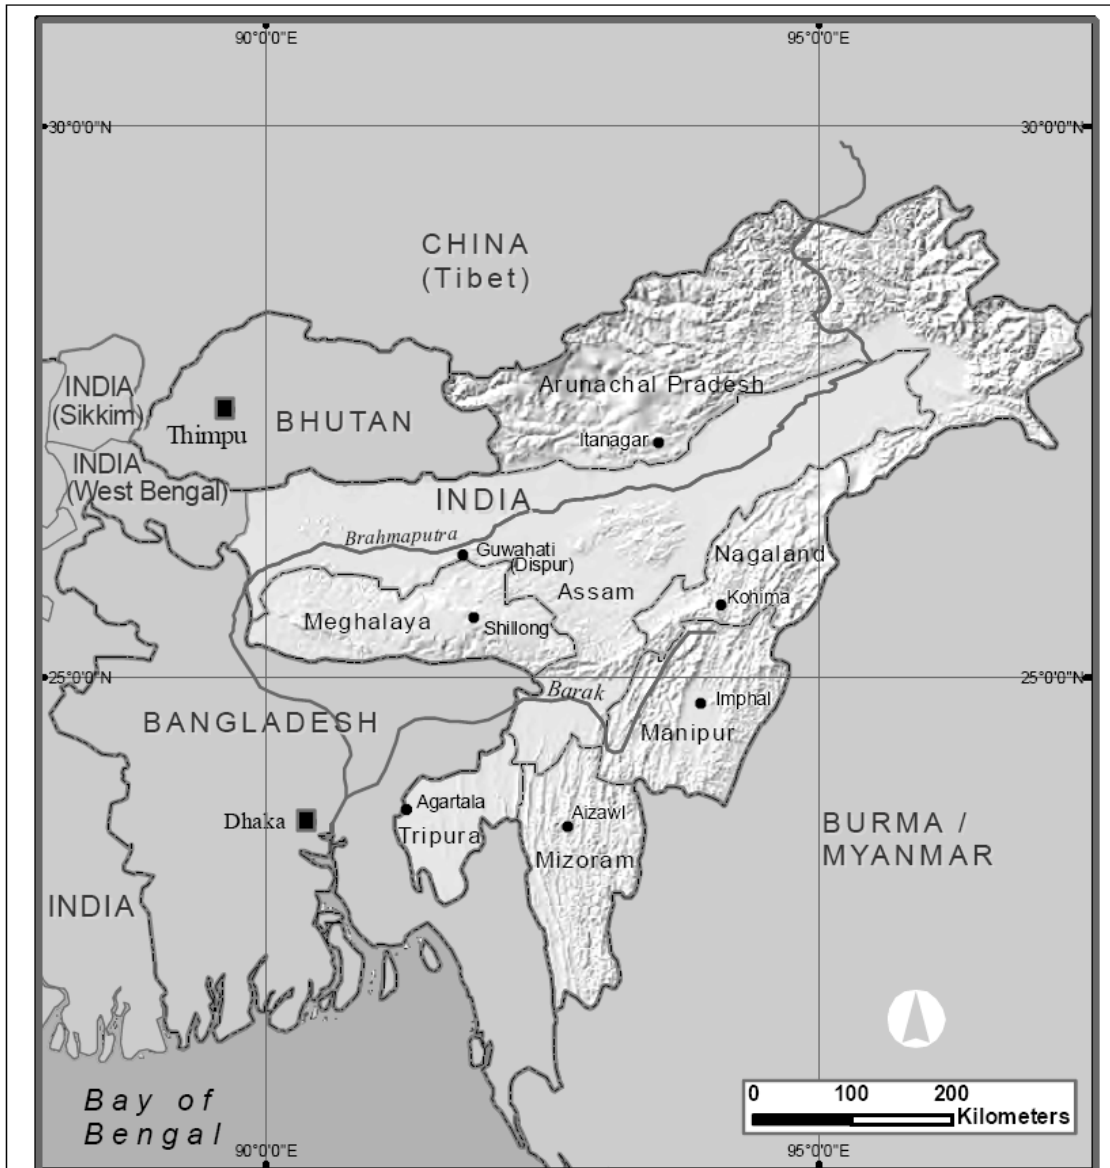 90°0'0"E
95°0'0"E
30°0'0"N
30°0'0"N
CHINA
(Tibet)
INDIA
(Sikkim)
Arunachal Pradesh
Thimpu
BHUTAN
Itanagar
INDIA
(West Bengal)
INDIA
Brahmaputra
Guwahati
(Dispur)
Nagaland
Assam
Kohima
Meghalaya
Shillong
25°0'0"N
25°0'0"N
Barak
Imphal
BANGLADESH
Manipur
Agartala
Aizawl
Dhaka
Tripura
BURMA /
MYANMAR
Mizoram
INDIA
0 100 200
Kilometers
Bay of
Bengal
90°0'0"E
95°0'0"E